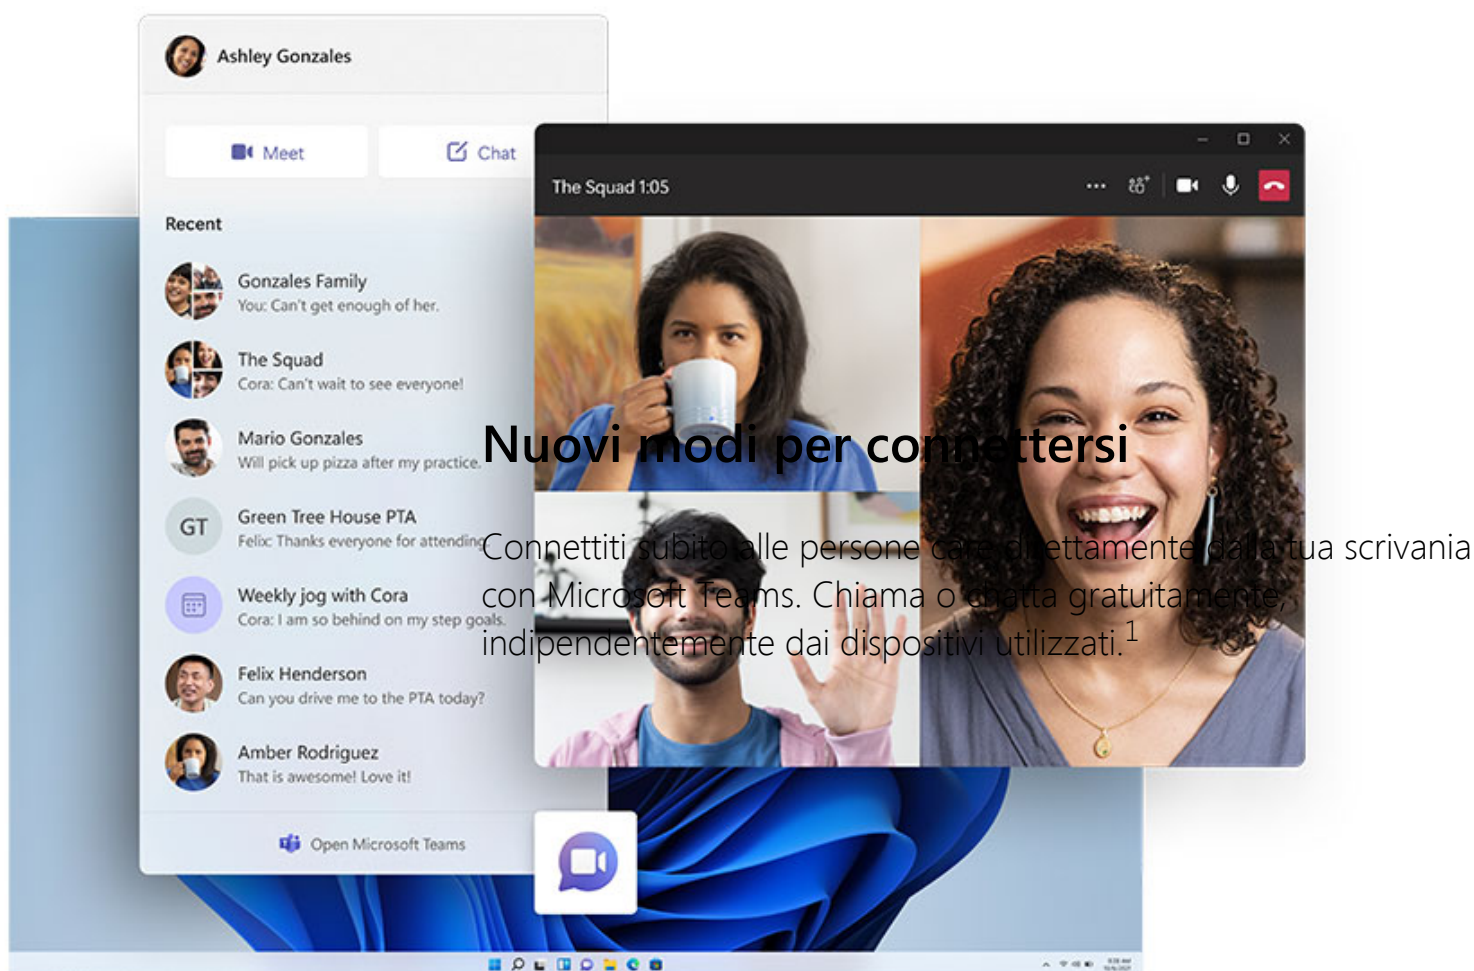 Ashley Gonzales
Meet
Chat
Recent
Gonzales Family
You: Can't get enough of her.
The Squad
Cora: Can't wait to see everyone!
Mario Gonzales
Will pick up pizza after my practice.
GT
Green Tree House PTA
Felix: Thanks everyone for attending
Weekly jog with Cora
Cora: I am so behind on my step goals.
Felix Henderson
Can you drive me to the PTA today?
Amber Rodriguez
That is awesome! Love it!
Open Microsoft Teams
The Squad 1:05
Nuovi modi per connettersi
Connettiti subito alle persone care direttamente dalla tua scrivania
con Microsoft Teams. Chiama o chatta gratuitamente,
indipendentemente dai dispositivi utilizzati.1